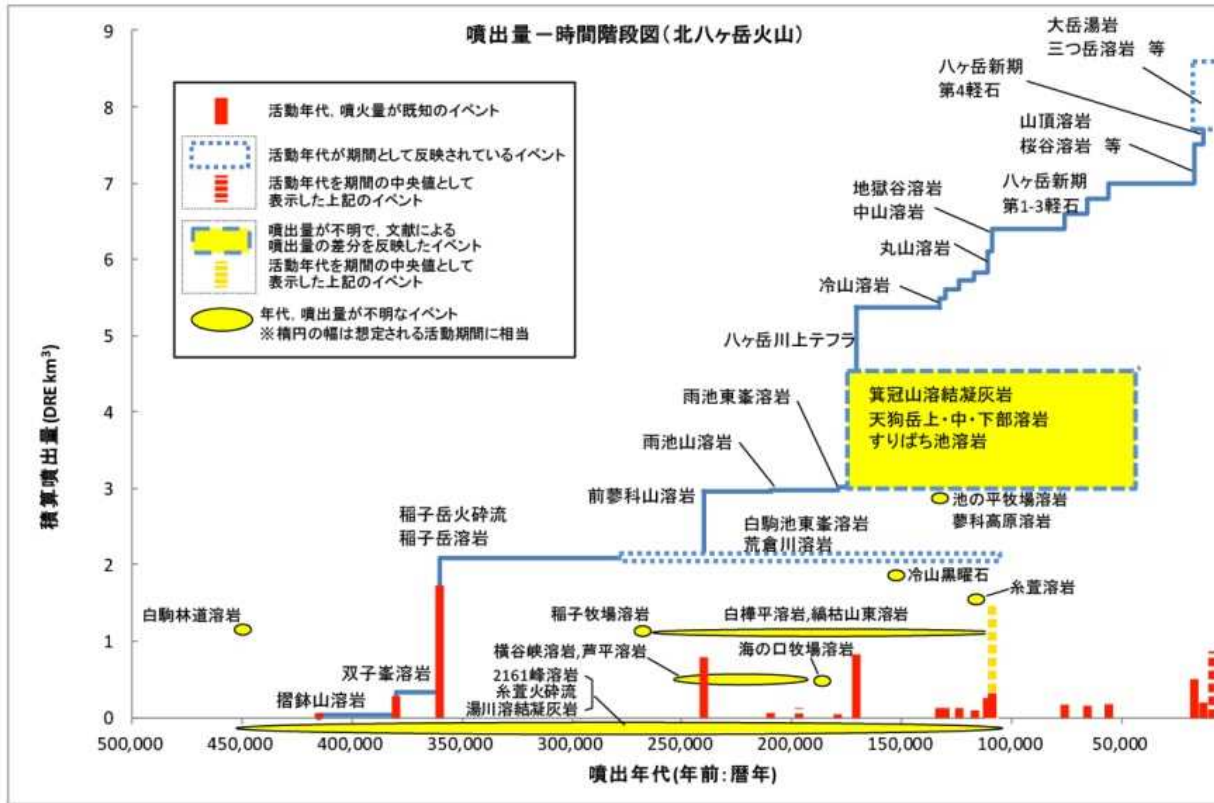 噴出量－時間階段図（北八ヶ岳火山）
活動年代，噴火量が既知のイベント
活動年代が期間として反映されているイベント
活動年代を期間の中央値として
表示した上記のイベント
噴出量が不明で，文献による
噴出量の差分を反映したイベント
活動年代を期間の中央値として
表示した上記のイベント
年代，噴出量が不明なイベント
※楕円の幅は想定される活動期間に相当
大岳湯岩
三つ岳溶岩 等
八ヶ岳新期
第4軽石
山頂溶岩
桜谷溶岩 等
八ヶ岳新期
第1-3軽石
地獄谷溶岩
中山溶岩
丸山溶岩
冷山溶岩
八ヶ岳川上テフラ
雨池東峯溶岩
雨池山溶岩
箕冠山溶結凝灰岩
天狗岳上・中・下部溶岩
すりばち池溶岩
前蓼科山溶岩
池の平牧場溶岩
蓼科高原溶岩
白駒池東峯溶岩
荒倉川溶岩
稲子岳火砕流
稲子岳溶岩
冷山黒曜石
糸萱溶岩
白駒林道溶岩
稲子牧場溶岩
白樺平溶岩,縞枯山東溶岩
横谷峡溶岩,芦平溶岩
海の口牧場溶岩
2161峰溶岩
糸萱火砕流
湯川溶結凝灰岩
双子峯溶岩
摺鉢山溶岩
積算噴出量(DRE km³)
9
8
7
6
5
4
3
2
1
0
500,000
450,000
400,000
350,000
300,000
250,000
200,000
150,000
100,000
50,000
噴出年代(年前:暦年)